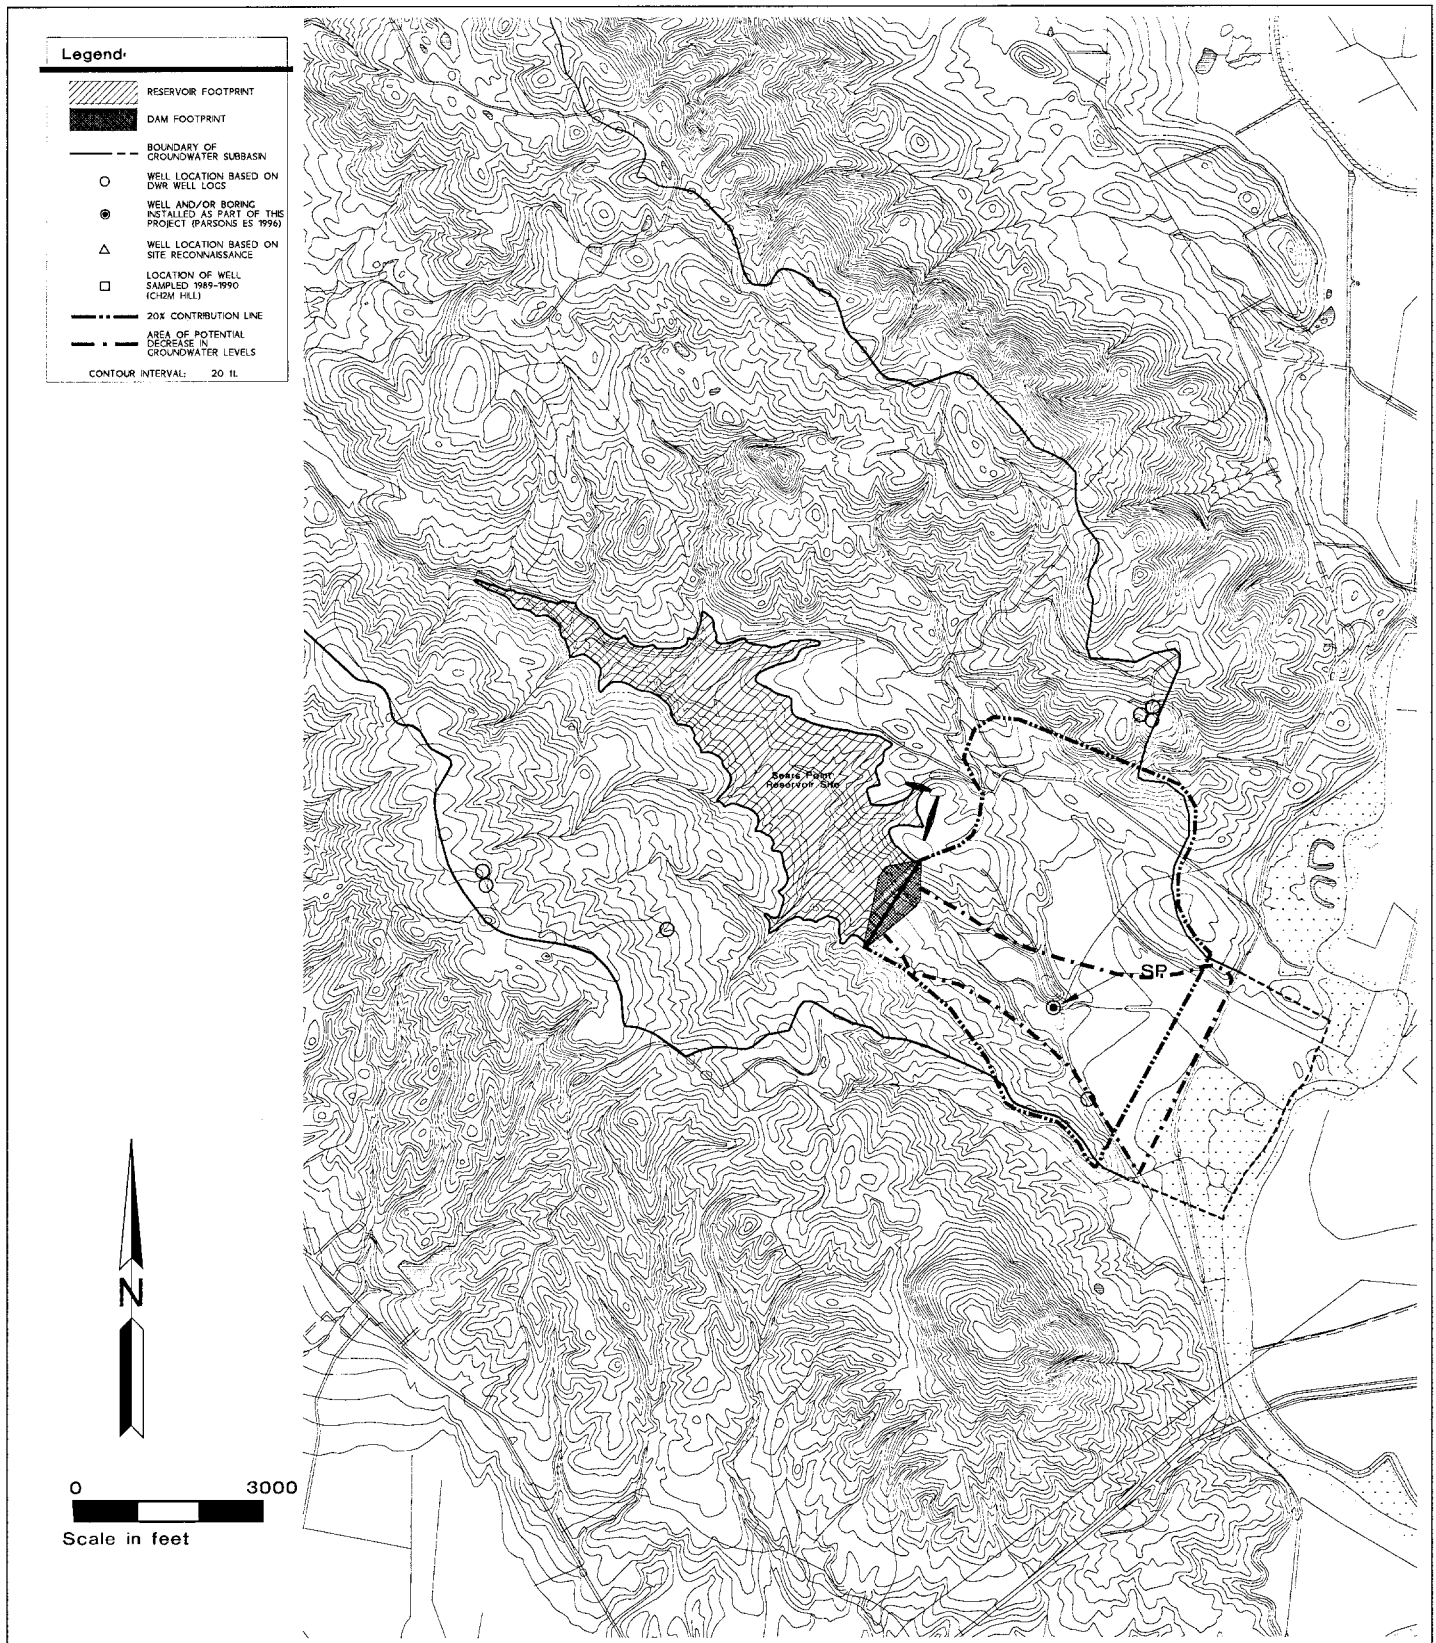 Legend:
RESERVOIR FOOTPRINT
DAM FOOTPRINT
BOUNDARY OF
GROUNDWATER SUBBASIN
WELL LOCATION BASED ON
DWR WELL LOGS
WELL AND/OR BORING
INSTALLED AS PART OF THIS
PROJECT (PARSONS ES 1996)
WELL LOCATION BASED ON
SITE RECONNAISSANCE
LOCATION OF WELL
SAMPLED 1989-1990
(CH2M HILL)
20% CONTRIBUTION LINE
AREA OF POTENTIAL
DECREASE IN
GROUNDWATER LEVELS
CONTOUR INTERVAL: 20 ft.
Sears Point
Reservoir Site
SP
N
0 3000
Scale in feet